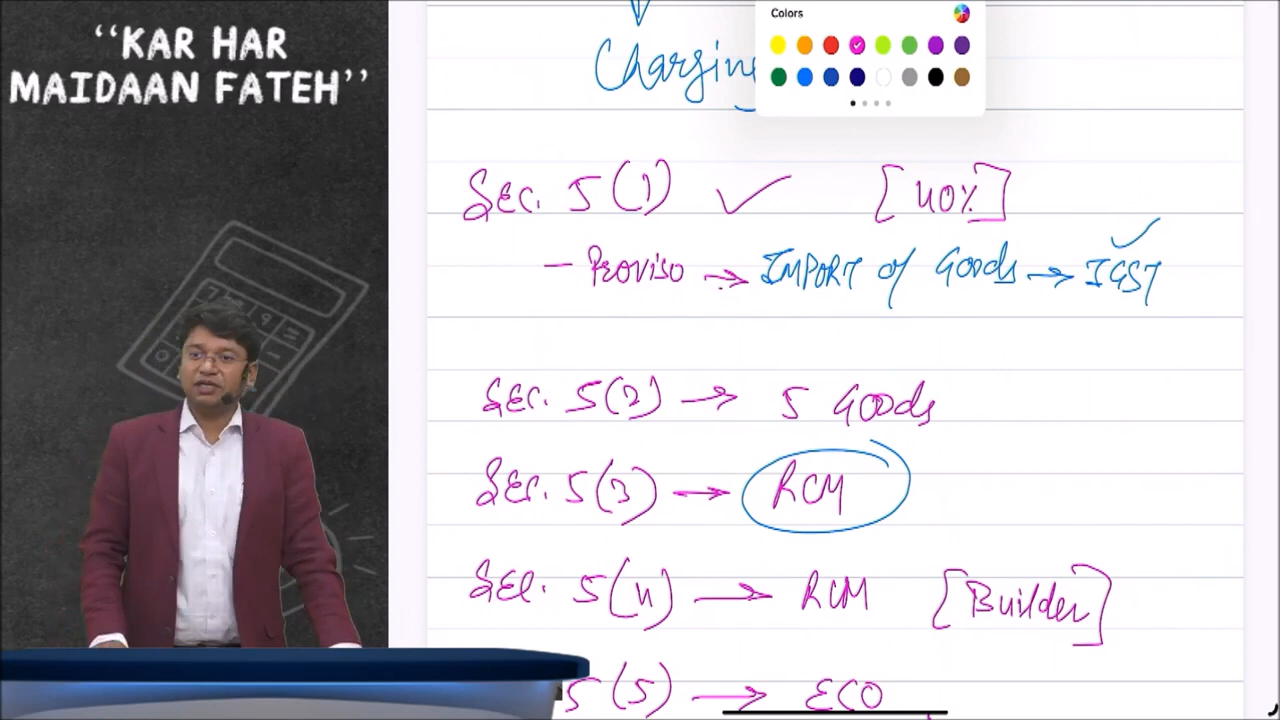 “KAR HAR
MAIDAAN FATEH”
Colors
Charging
Sec. 5(1) ✓ [40%]
— Proviso → IMPORT of Goods → IGST ✓
Sec. 5(2) → 5 Goods
Sec. 5(3) → RCM
Sec. 5(4) → RCM [Builder]
5(5) → ECO